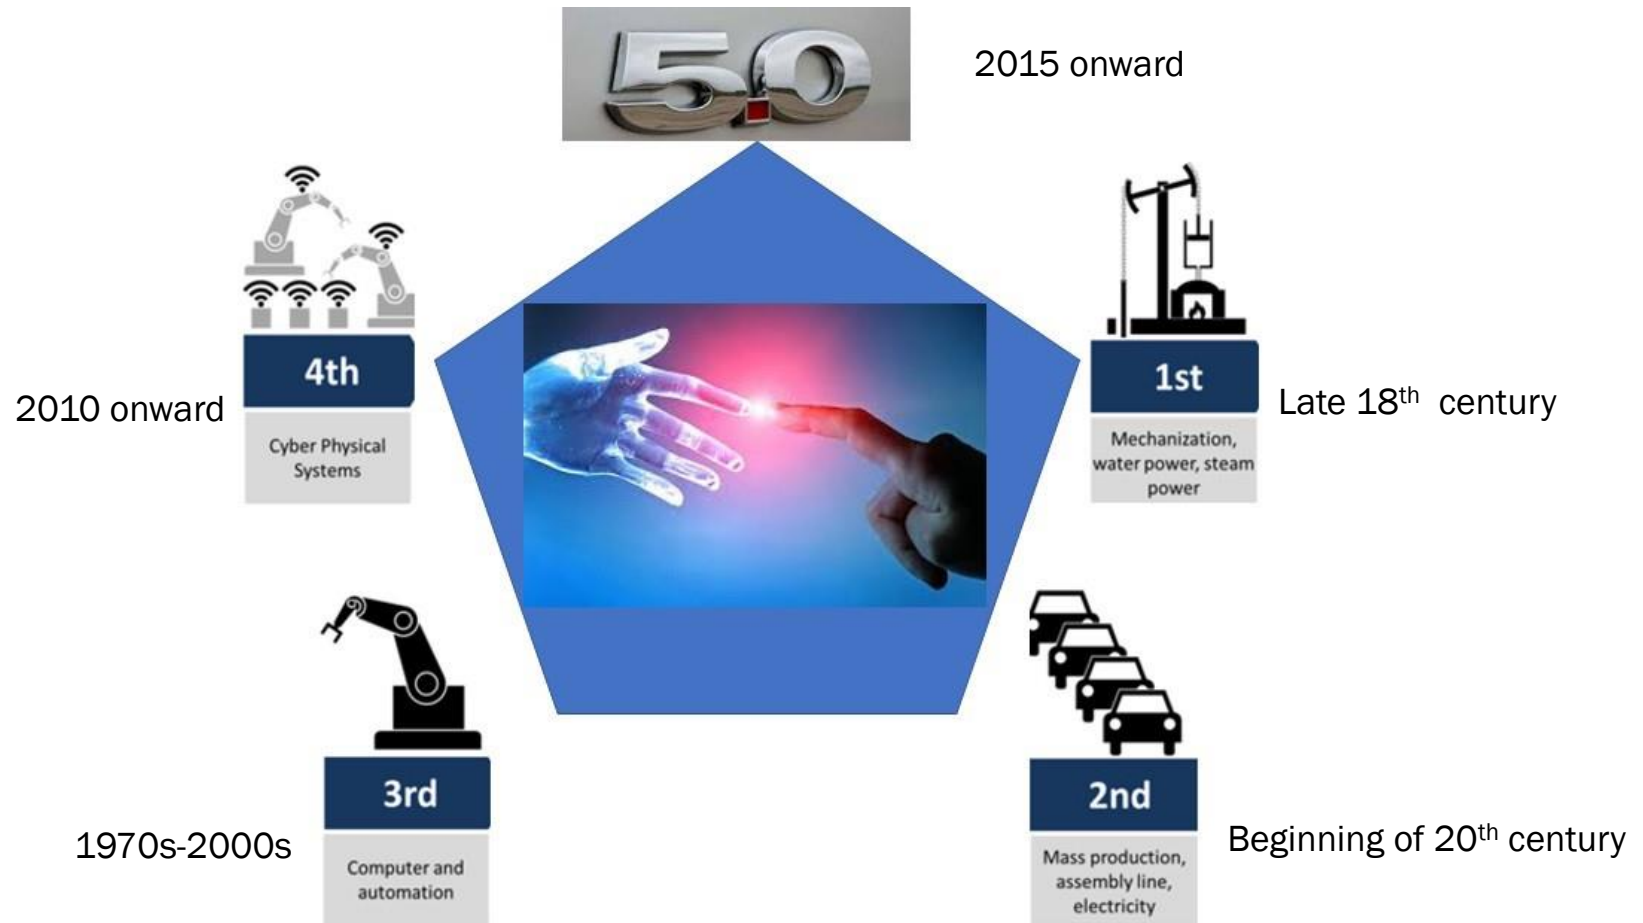 5.0
2015 onward
4th
Cyber Physical
Systems
2010 onward
1st
Mechanization,
water power, steam
power
Late 18th century
3rd
Computer and
automation
1970s-2000s
2nd
Mass production,
assembly line,
electricity
Beginning of 20th century